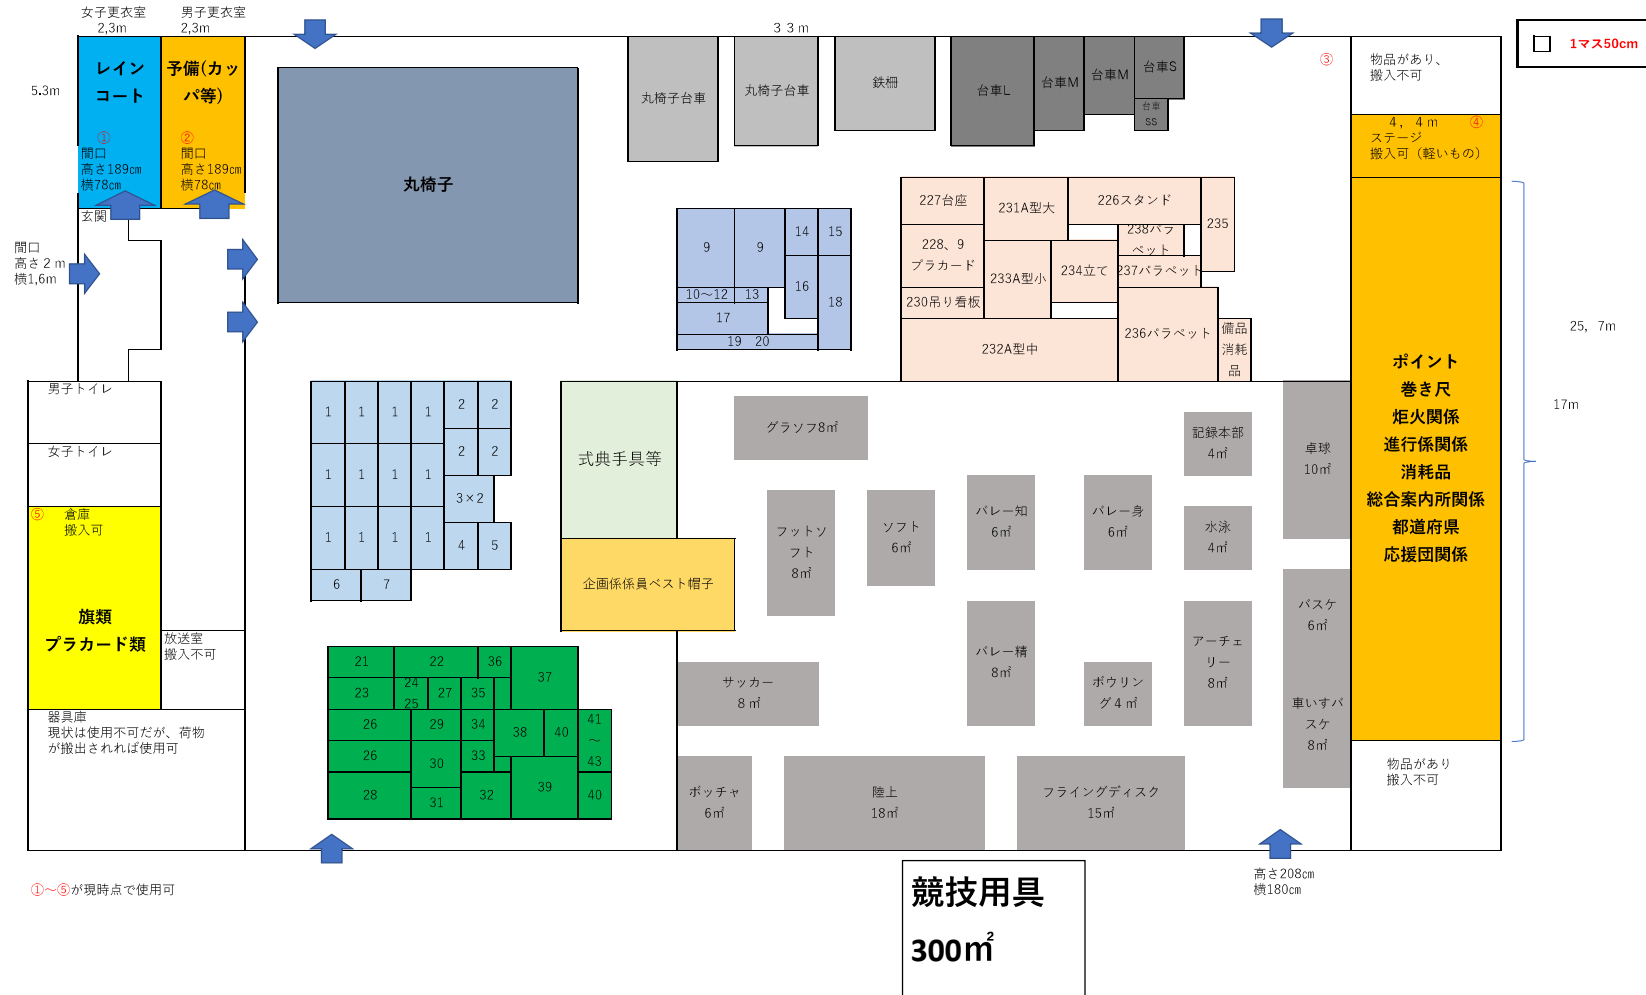 女子更衣室
2,3m
男子更衣室
2,3m
33m
□ 1マス50cm
5.3m
レイン
コート
①
間口
高さ189㎝
横78㎝
予備(カッ
パ等)
②
間口
高さ189㎝
横78㎝
玄関
間口
高さ2m
横1,6m
丸椅子
丸椅子台車
丸椅子台車
鉄柵
台車L
台車M
台車M
台車S
台車
SS
③
物品があり、
搬入不可
4，4m
④
ステージ
搬入可（軽いもの）
9
9
14
15
16
18
10～12
13
17
19 20
227台座
231A型大
226スタンド
235
228、9
プラカード
238パラ
ペット
233A型小
234立て
237パラペット
230吊り看板
232A型中
236パラペット
備品
消耗
品
25，7m
17m
ポイント
巻き尺
炬火関係
進行係関係
消耗品
総合案内所関係
都道府県
応援団関係
男子トイレ
女子トイレ
⑤ 倉庫
搬入可
旗類
プラカード類
放送室
搬入不可
器具庫
現状は使用不可だが、荷物
が搬出されれば使用可
1
1
1
1
2
2
2
2
1
1
1
1
3×2
1
1
1
1
4
5
6
7
式典手具等
企画係係員ベスト帽子
グラソフ8㎡
記録本部
4㎡
卓球
10㎡
フットソ
フト
8㎡
ソフト
6㎡
バレー知
6㎡
バレー身
6㎡
水泳
4㎡
バレー精
8㎡
アーチェ
リー
8㎡
バスケ
6㎡
車いすバ
スケ
8㎡
サッカー
8㎡
ボウリン
グ4㎡
ボッチャ
6㎡
陸上
18㎡
フライングディスク
15㎡
21
22
36
37
23
24
25
27
35
26
29
34
38
40
41
～
43
26
30
33
28
31
32
39
40
物品があり
搬入不可
①～⑤が現時点で使用可
高さ208㎝
横180㎝
競技用具
300㎡